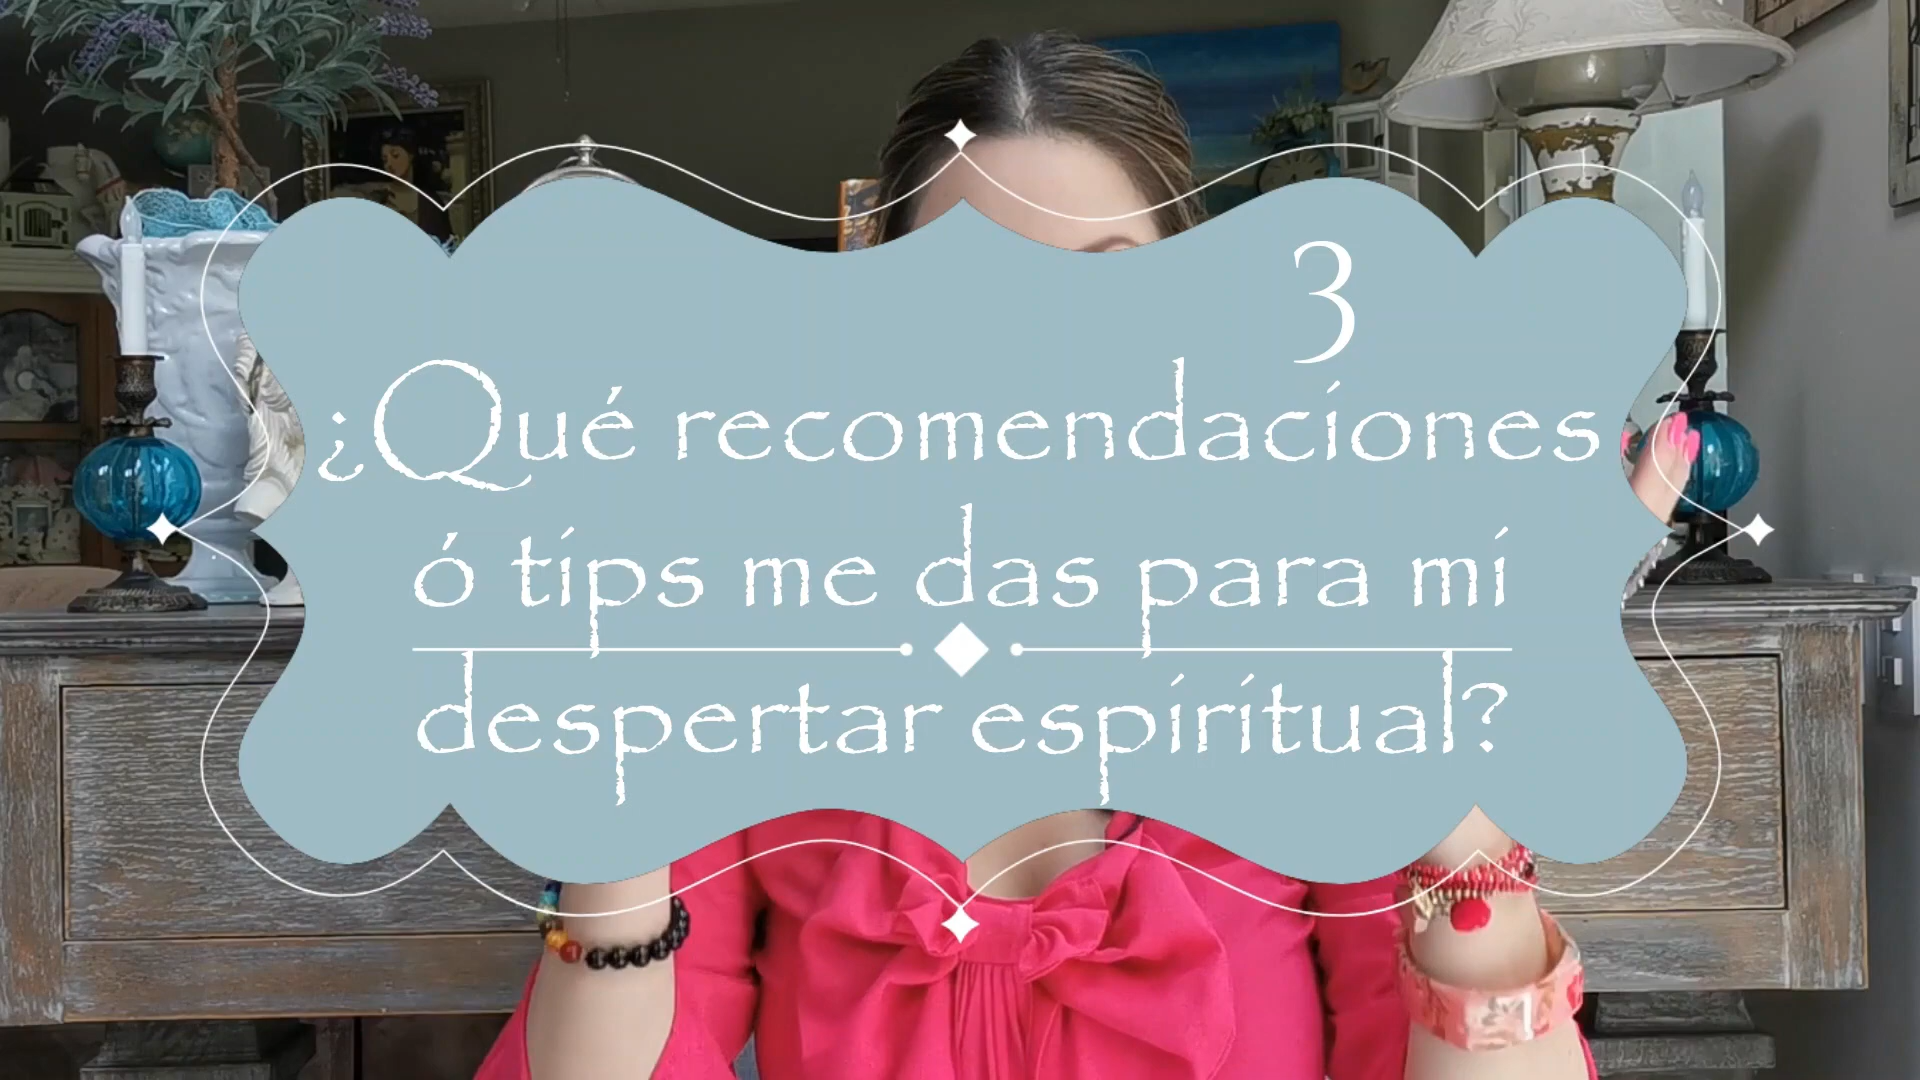 3
¿Qué recomendaciones
ó tips me das para mi
despertar espiritual?